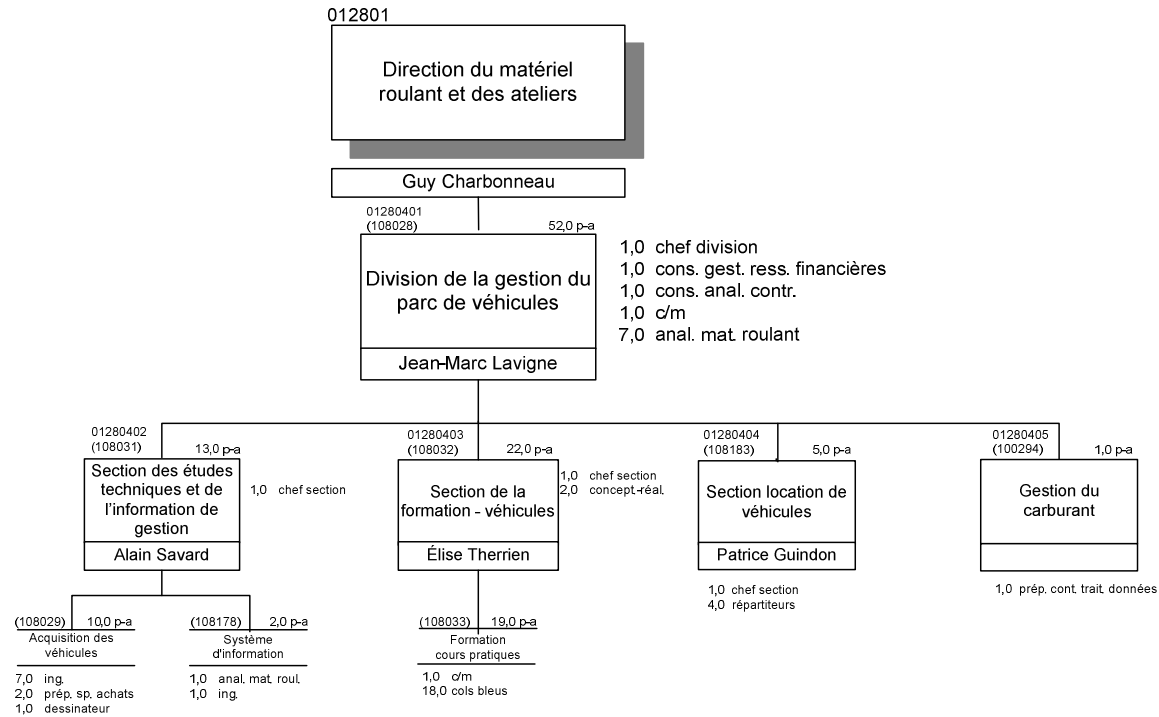 012801
Direction du matériel
roulant et des ateliers
Guy Charbonneau
01280401
(108028)
52,0 p-a
Division de la gestion du
parc de véhicules
Jean-Marc Lavigne
1,0 chef division
1,0 cons. gest. ress. financières
1,0 cons. anal. contr.
1,0 c/m
7,0 anal. mat. roulant
01280402
(108031)
13,0 p-a
Section des études
techniques et de
l'information de
gestion
Alain Savard
1,0 chef section
01280403
(108032)
22,0 p-a
Section de la
formation - véhicules
Élise Therrien
1,0 chef section
2,0 concept.-réal.
01280404
(108183)
5,0 p-a
Section location de
véhicules
Patrice Guindon
1,0 chef section
4,0 répartiteurs
01280405
(100294)
1,0 p-a
Gestion du
carburant
1,0 prép. cont. trait. données
(108029) 10,0 p-a
Acquisition des
véhicules
7,0 ing.
2,0 prép. sp. achats
1,0 dessinateur
(108178) 2,0 p-a
Système
d'information
1,0 anal. mat. roul.
1,0 ing.
(108033) 19,0 p-a
Formation
cours pratiques
1,0 c/m
18,0 cols bleus